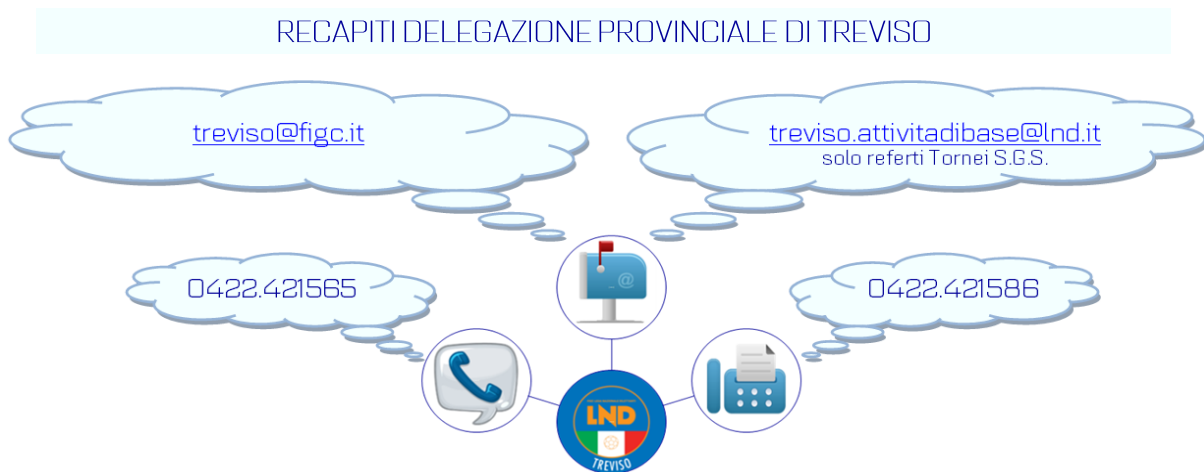 RECAPITI DELEGAZIONE PROVINCIALE DI TREVISO
treviso@figc.it
treviso.attivitadibase@lnd.it
solo referti Tornei S.G.S.
0422.421565
0422.421586
@
LND
TREVISO